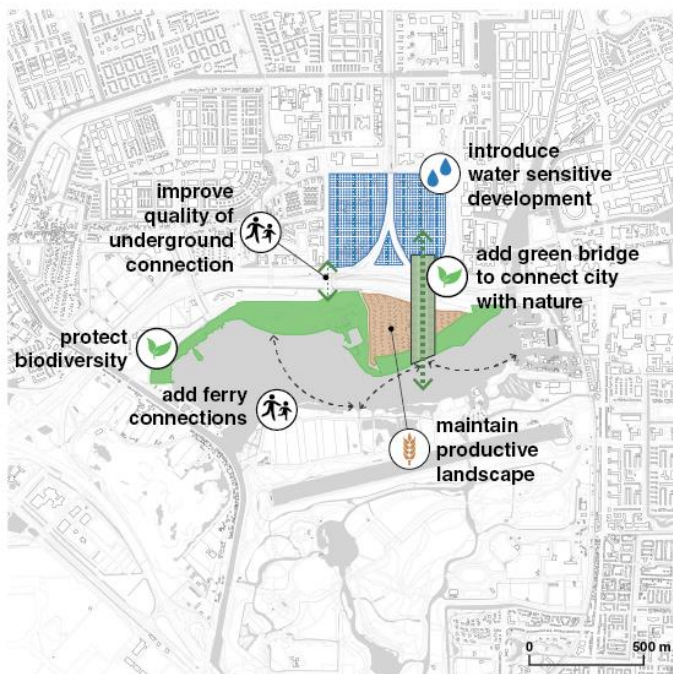 introduce
water sensitive
development
improve
quality of
underground
connection
add green bridge
to connect city
with nature
protect
biodiversity
add ferry
connections
maintain
productive
landscape
0 500 m